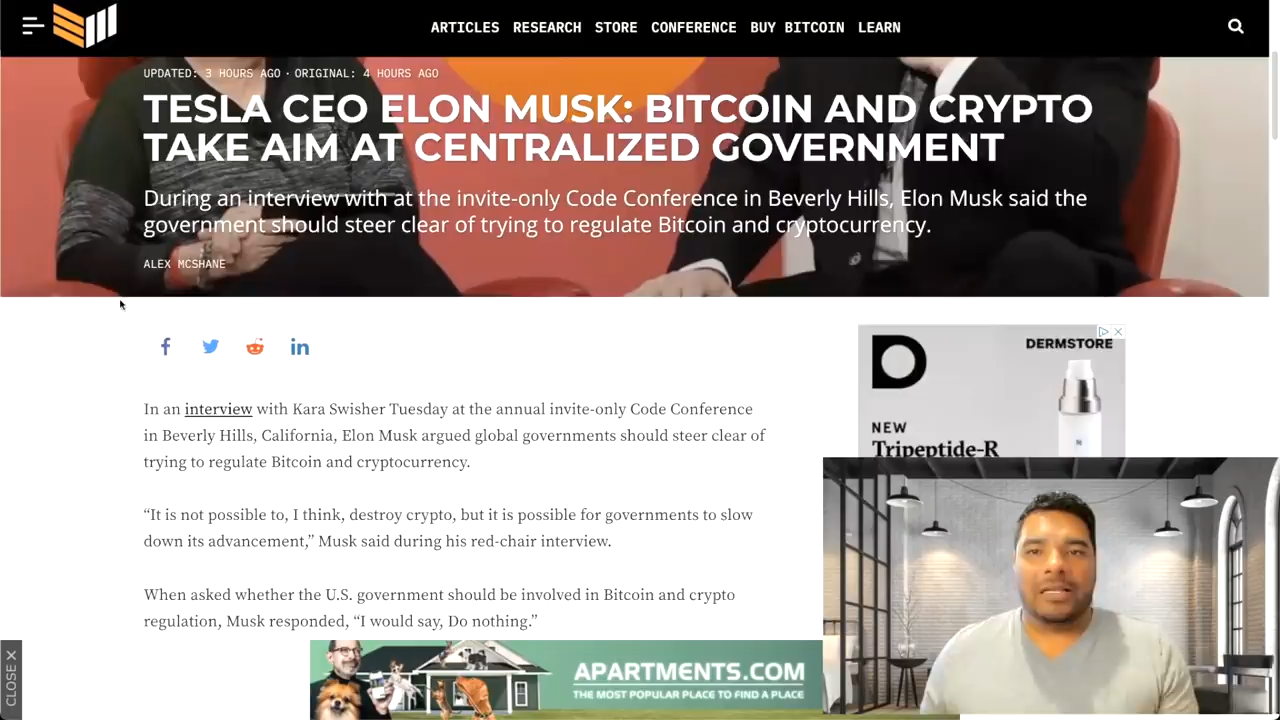 ARTICLES RESEARCH STORE CONFERENCE BUY BITCOIN LEARN
UPDATED: 3 HOURS AGO · ORIGINAL: 4 HOURS AGO
TESLA CEO ELON MUSK: BITCOIN AND CRYPTO
TAKE AIM AT CENTRALIZED GOVERNMENT
During an interview with at the invite-only Code Conference in Beverly Hills, Elon Musk said the
government should steer clear of trying to regulate Bitcoin and cryptocurrency.
ALEX MCSHANE
In an interview with Kara Swisher Tuesday at the annual invite-only Code Conference
in Beverly Hills, California, Elon Musk argued global governments should steer clear of
trying to regulate Bitcoin and cryptocurrency.
“It is not possible to, I think, destroy crypto, but it is possible for governments to slow
down its advancement,” Musk said during his red-chair interview.
When asked whether the U.S. government should be involved in Bitcoin and crypto
regulation, Musk responded, “I would say, Do nothing.”
DERMSTORE
NEW
Tripeptide-R
CLOSE X
APARTMENTS.COM
THE MOST POPULAR PLACE TO FIND A PLACE